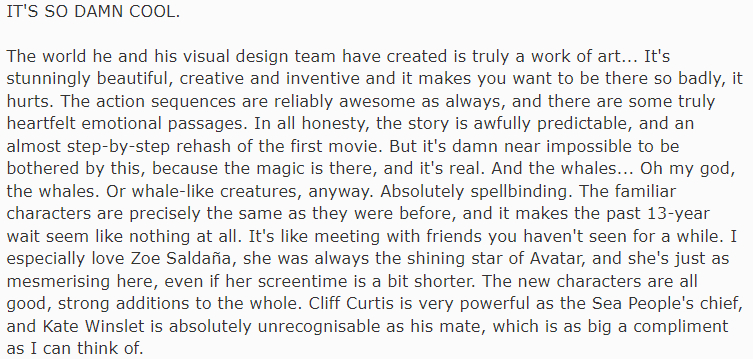 IT'S SO DAMN COOL.
The world he and his visual design team have created is truly a work of art... It's
stunningly beautiful, creative and inventive and it makes you want to be there so badly, it
hurts. The action sequences are reliably awesome as always, and there are some truly
heartfelt emotional passages. In all honesty, the story is awfully predictable, and an
almost step-by-step rehash of the first movie. But it's damn near impossible to be
bothered by this, because the magic is there, and it's real. And the whales... Oh my god,
the whales. Or whale-like creatures, anyway. Absolutely spellbinding. The familiar
characters are precisely the same as they were before, and it makes the past 13-year
wait seem like nothing at all. It's like meeting with friends you haven't seen for a while. I
especially love Zoe Saldaña, she was always the shining star of Avatar, and she's just as
mesmerising here, even if her screentime is a bit shorter. The new characters are all
good, strong additions to the whole. Cliff Curtis is very powerful as the Sea People's chief,
and Kate Winslet is absolutely unrecognisable as his mate, which is as big a compliment
as I can think of.